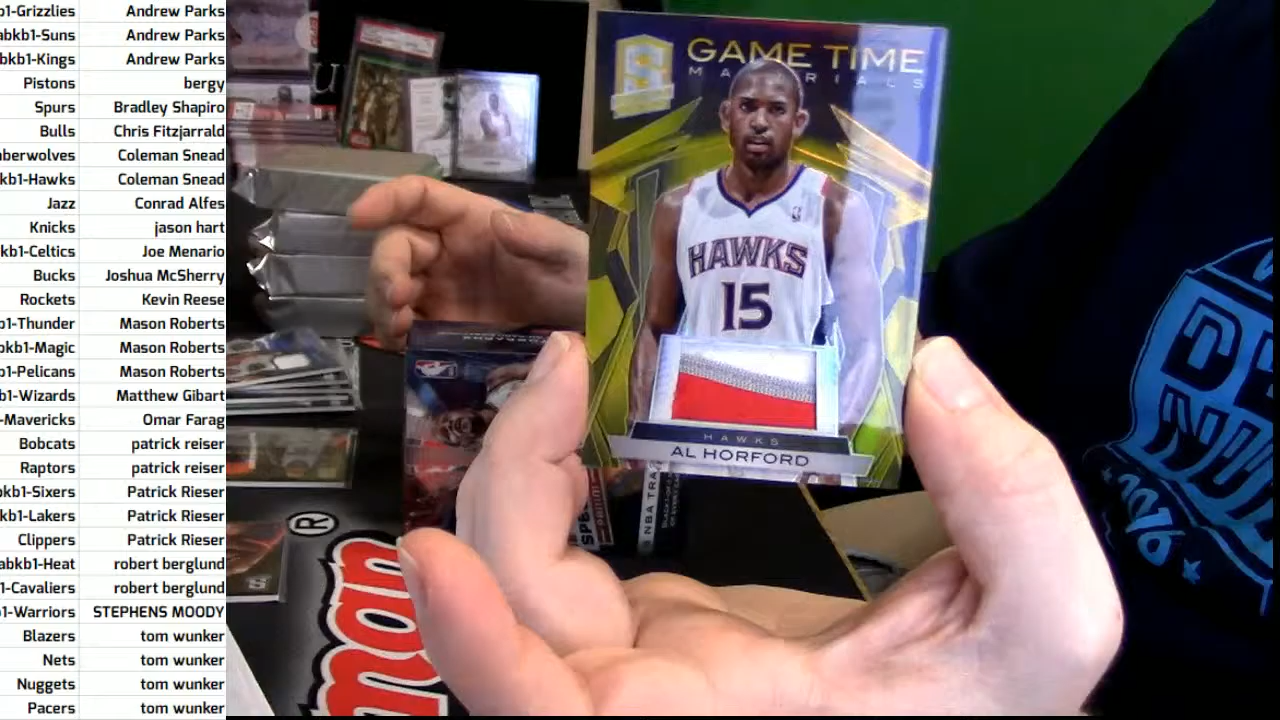 b1-Grizzlies Andrew Parks
abkb1-Suns Andrew Parks
bkb1-Kings Andrew Parks
Pistons bergy
Spurs Bradley Shapiro
Bulls Chris Fitzjarrald
nberwolves Coleman Snead
kb1-Hawks Coleman Snead
Jazz Conrad Alfes
Knicks jason hart
kb1-Celtics Joe Menario
Bucks Joshua McSherry
Rockets Kevin Reese
b1-Thunder Mason Roberts
bkb1-Magic Mason Roberts
b1-Pelicans Mason Roberts
b1-Wizards Matthew Gibart
-Mavericks Omar Farag
Bobcats patrick reiser
Raptors patrick reiser
bkb1-Sixers Patrick Rieser
kb1-Lakers Patrick Rieser
Clippers Patrick Rieser
abkb1-Heat robert berglund
1-Cavaliers robert berglund
1-Warriors STEPHENS MOODY
Blazers tom wunker
Nets tom wunker
Nuggets tom wunker
Pacers tom wunker
S
GAME TIME
MATERIALS
HAWKS
15
HAWKS
AL HORFORD
NBA TRA
®